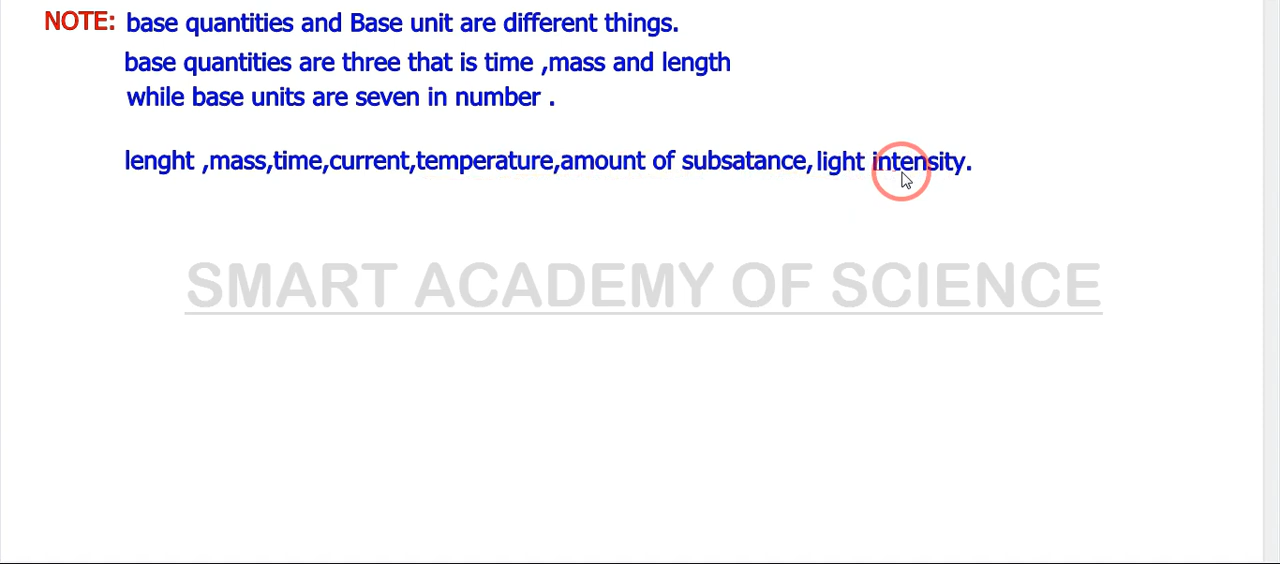 NOTE: base quantities and Base unit are different things.
base quantities are three that is time ,mass and length
while base units are seven in number .
lenght ,mass,time,current,temperature,amount of subsatance,light intensity.
SMART ACADEMY OF SCIENCE